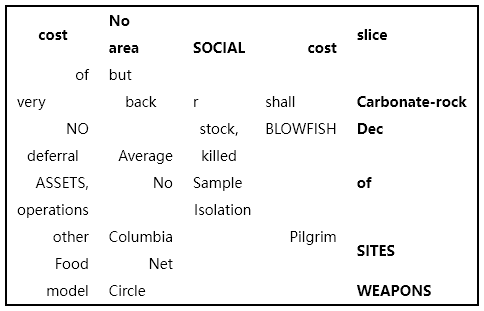 cost No area SOCIAL cost slice
of but
very back r shall Carbonate-rock
NO stock, BLOWFISH Dec
deferral Average killed
ASSETS, No Sample of
operations Isolation
other Columbia Pilgrim SITES
Food Net
model Circle WEAPONS